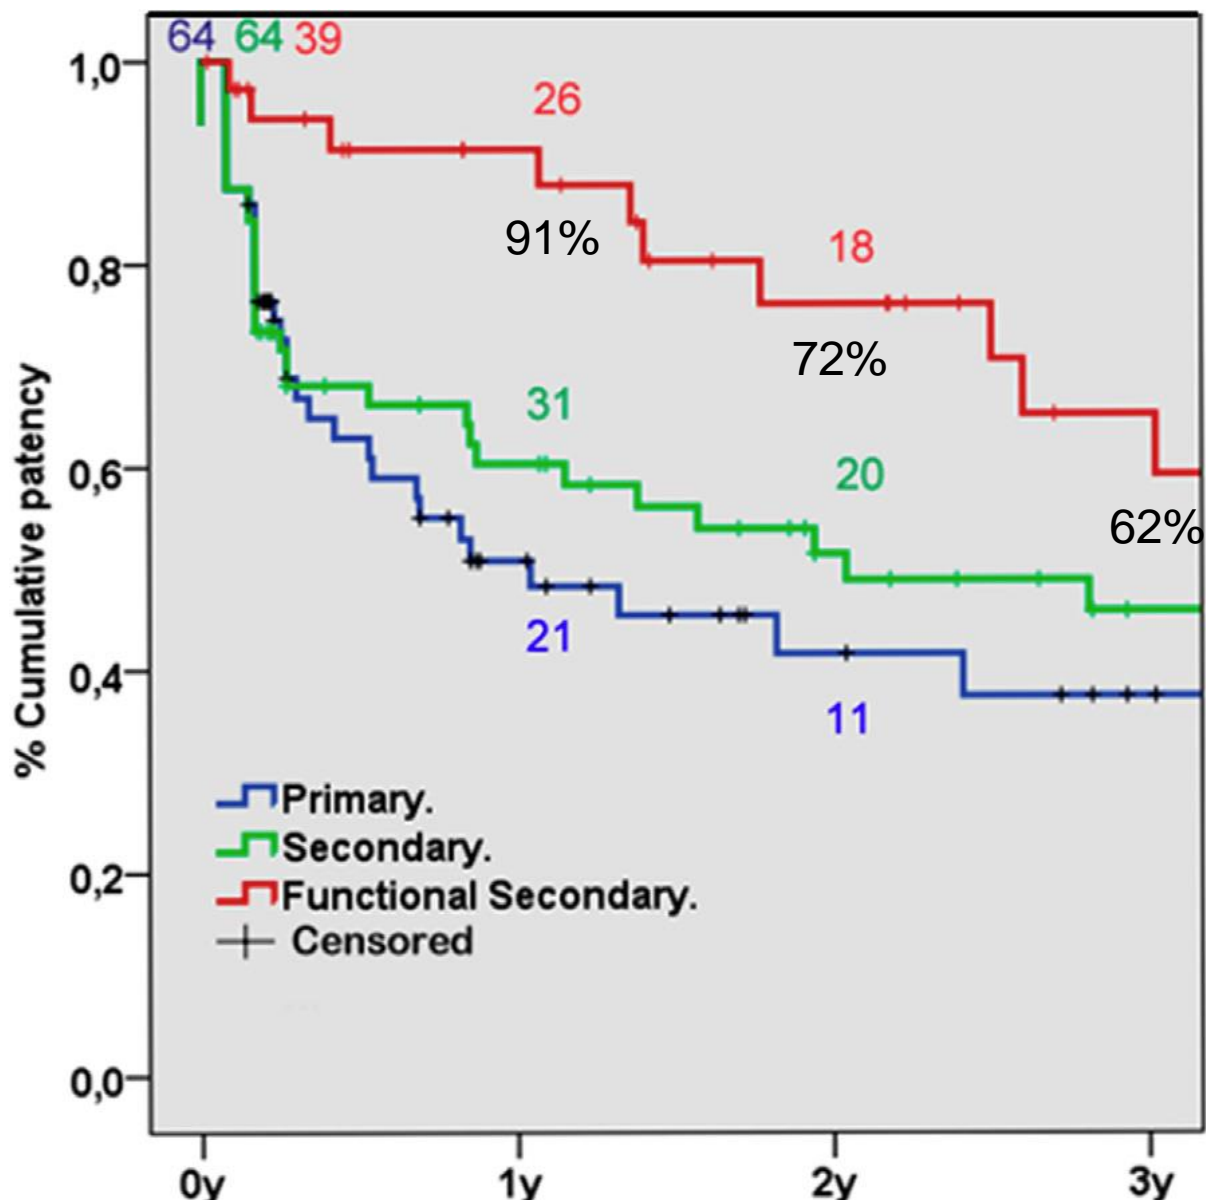 64 64 39
1,0
26
91%
0,8
18
72%
% Cumulative patency
31
20
0,6
62%
21
0,4
11
Primary.
Secondary.
0,2
Functional Secondary.
Censored
0,0
0y 1y 2y 3y